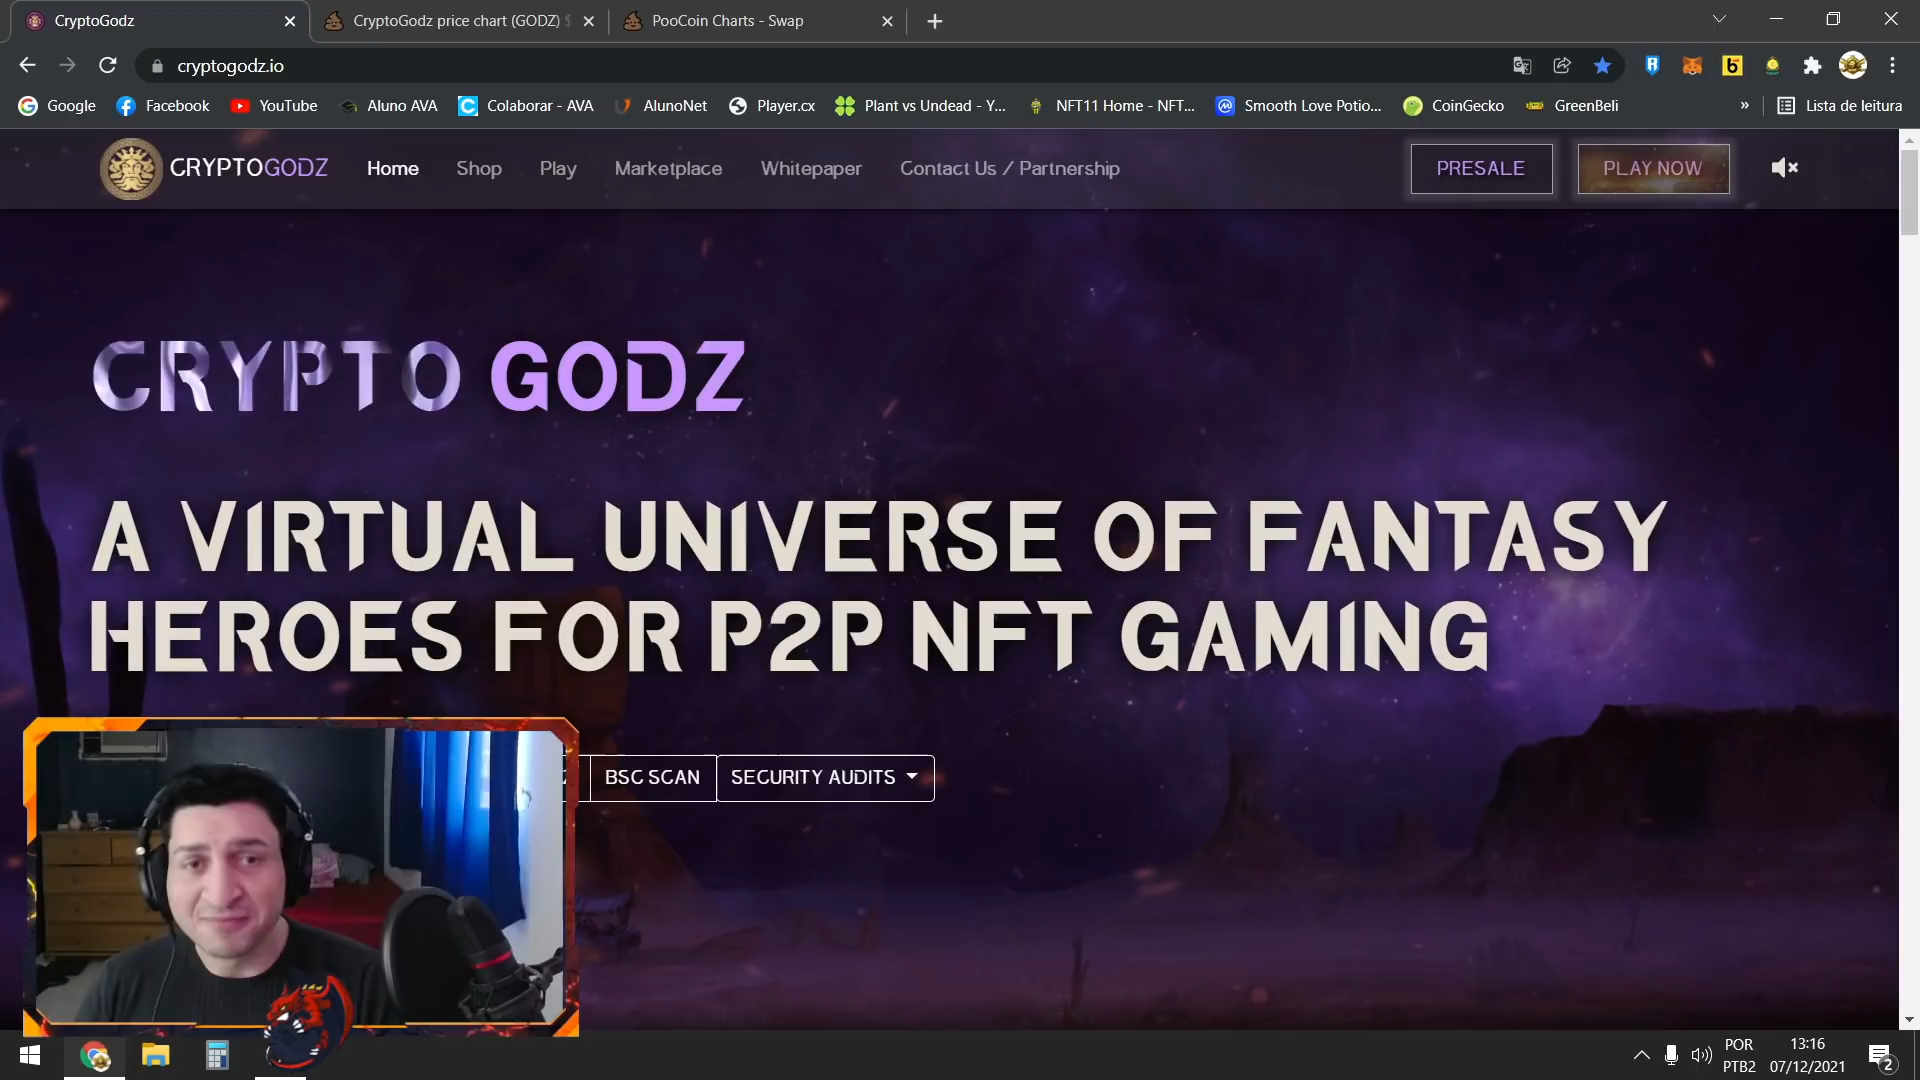 CryptoGodz
CryptoGodz price chart (GODZ) $
PooCoin Charts - Swap
cryptogodz.io
Google
Facebook
YouTube
Aluno AVA
Colaborar - AVA
AlunoNet
Player.cx
Plant vs Undead - Y...
NFT11 Home - NFT...
Smooth Love Potio...
CoinGecko
GreenBeli
»
Lista de leitura
CRYPTOGODZ
Home
Shop
Play
Marketplace
Whitepaper
Contact Us / Partnership
PRESALE
PLAY NOW
CRYPTO GODZ
A VIRTUAL UNIVERSE OF FANTASY
HEROES FOR P2P NFT GAMING
BSC SCAN
SECURITY AUDITS
POR
PTB2
13:16
07/12/2021
2